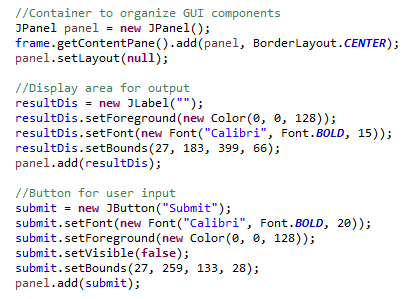 //Container to organize GUI components
JPanel panel = new JPanel();
frame.getContentPane().add(panel, BorderLayout.CENTER);
panel.setLayout(null);

//Display area for output
resultDis = new JLabel("");
resultDis.setForeground(new Color(0, 0, 128));
resultDis.setFont(new Font("Calibri", Font.BOLD, 15));
resultDis.setBounds(27, 183, 399, 66);
panel.add(resultDis);

//Button for user input
submit = new JButton("Submit");
submit.setFont(new Font("Calibri", Font.BOLD, 20));
submit.setForeground(new Color(0, 0, 128));
submit.setVisible(false);
submit.setBounds(27, 259, 133, 28);
panel.add(submit);